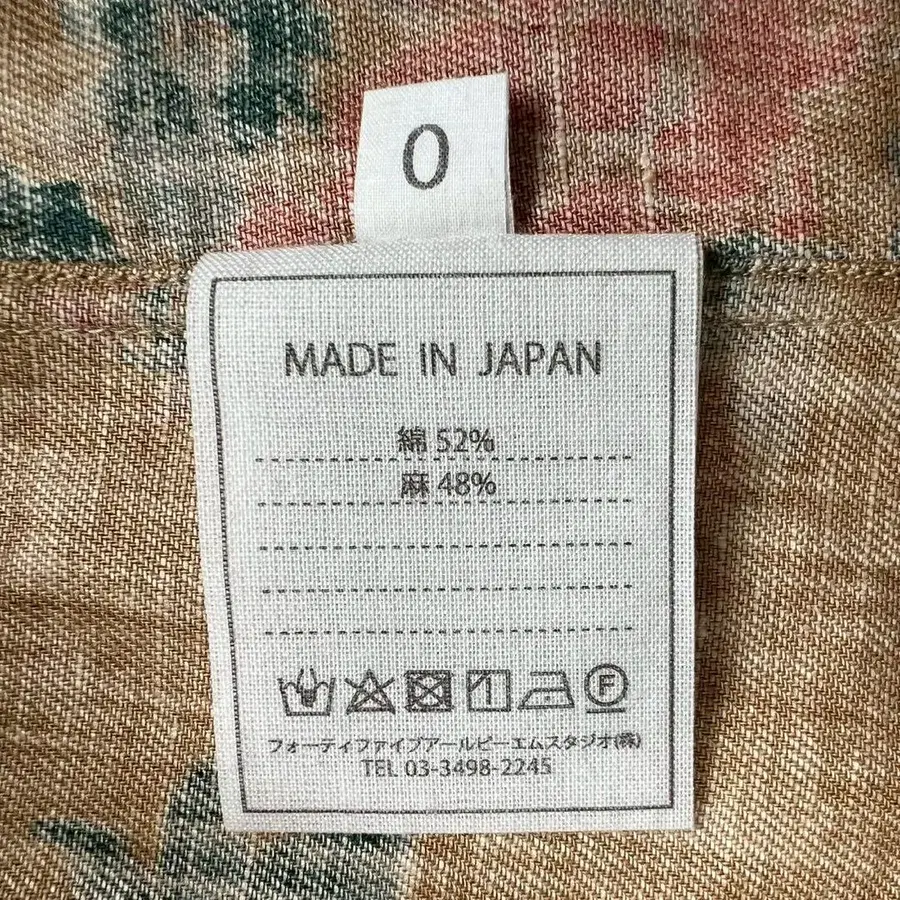 0
MADE IN JAPAN
綿 52%
麻 48%
F
フォーティファイブアールピーエムスタジオ(株)
TEL 03-3498-2245